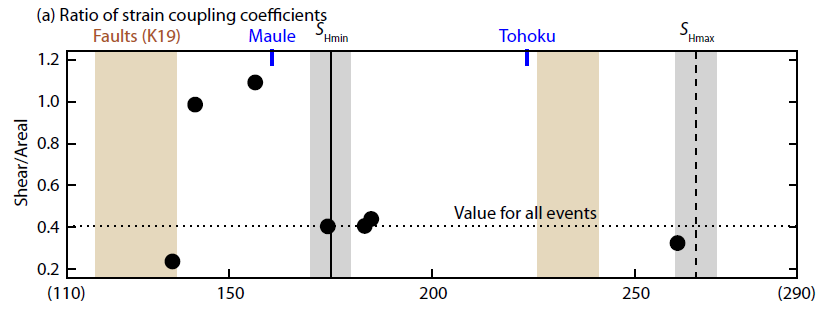 (a) Ratio of strain coupling coefficients
Faults (K19) Maule SHmin Tohoku SHmax
1.2
1.0
0.8
0.6
0.4
0.2
Shear/Areal
Value for all events
(110) 150 200 250 (290)